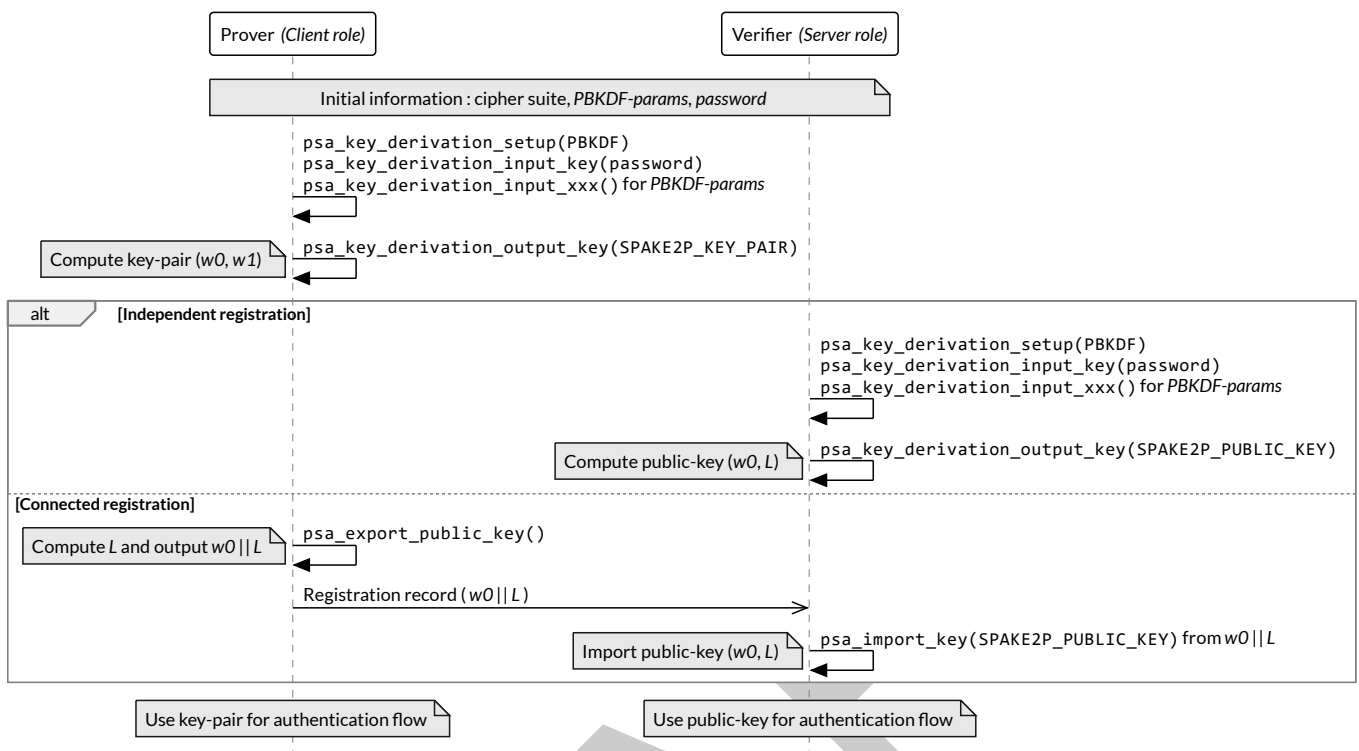 Prover (Client role)
Verifier (Server role)
Initial information : cipher suite, PBKDF-params, password
psa_key_derivation_setup(PBKDF)
psa_key_derivation_input_key(password)
psa_key_derivation_input_xxx() for PBKDF-params
Compute key-pair (w0, w1)
psa_key_derivation_output_key(SPAKE2P_KEY_PAIR)
alt
[Independent registration]
psa_key_derivation_setup(PBKDF)
psa_key_derivation_input_key(password)
psa_key_derivation_input_xxx() for PBKDF-params
Compute public-key (w0, L)
psa_key_derivation_output_key(SPAKE2P_PUBLIC_KEY)
[Connected registration]
Compute L and output w0 || L
psa_export_public_key()
Registration record ( w0 || L )
Import public-key (w0, L)
psa_import_key(SPAKE2P_PUBLIC_KEY) from w0 || L
Use key-pair for authentication flow
Use public-key for authentication flow